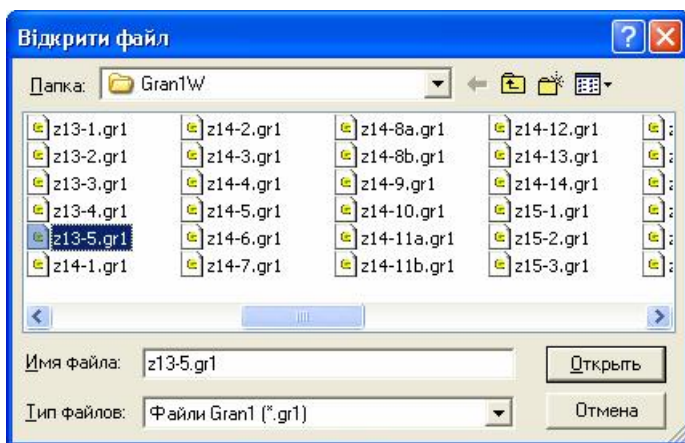 Відкрити файл
Папка: Gran1W
z13-1.gr1 z14-2.gr1 z14-8a.gr1 z14-12.gr1
z13-2.gr1 z14-3.gr1 z14-8b.gr1 z14-13.gr1
z13-3.gr1 z14-4.gr1 z14-9.gr1 z14-14.gr1
z13-4.gr1 z14-5.gr1 z14-10.gr1 z15-1.gr1
z13-5.gr1 z14-6.gr1 z14-11a.gr1 z15-2.gr1
z14-1.gr1 z14-7.gr1 z14-11b.gr1 z15-3.gr1
Имя файла: z13-5.gr1 Открыть
Тип файлов: Файли Gran1 (*.gr1) Отмена